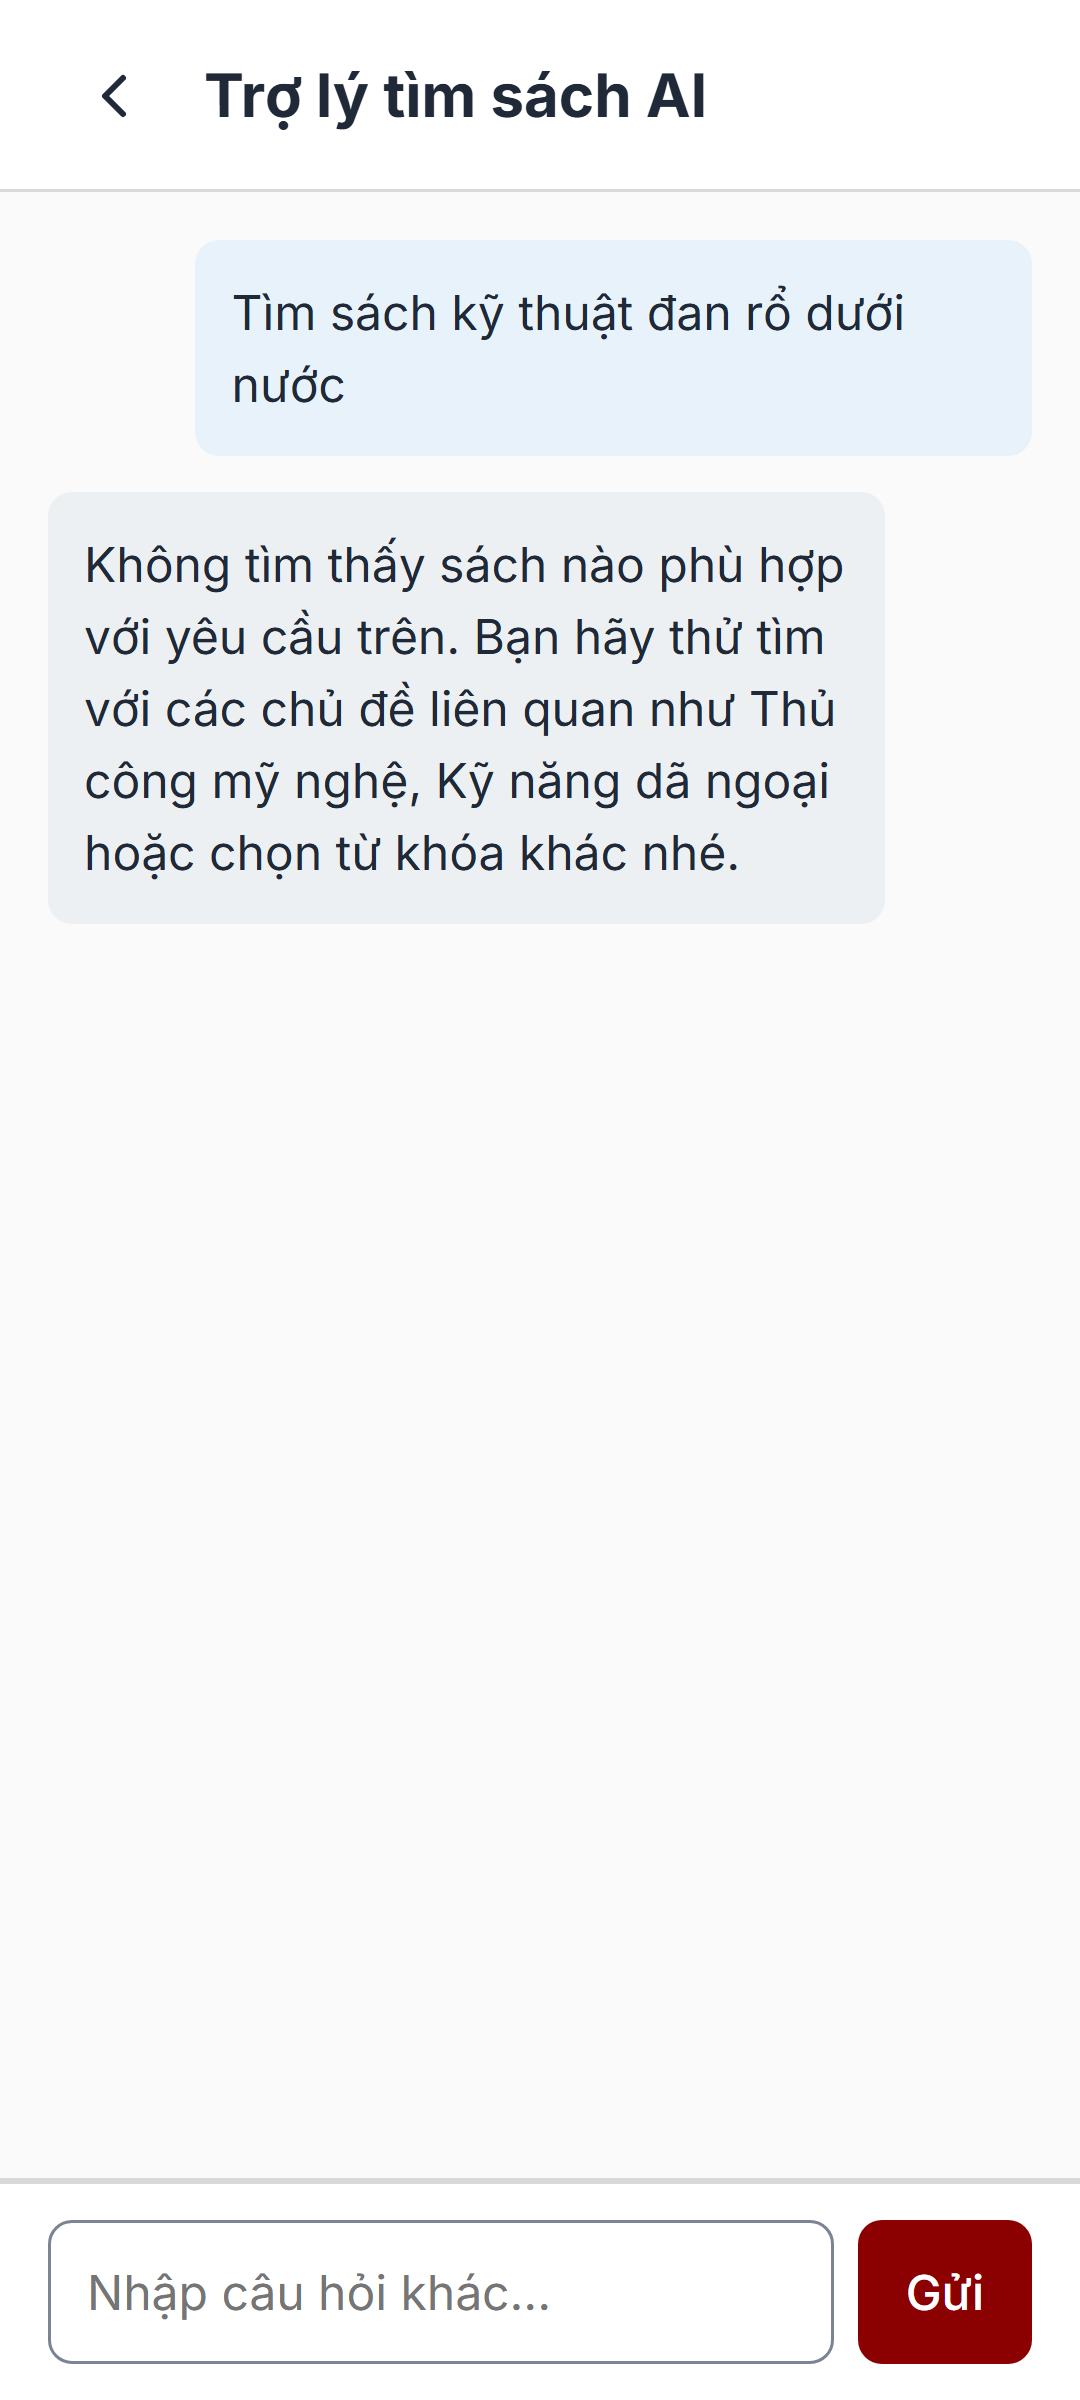 Trợ lý tìm sách AI
Tìm sách kỹ thuật đan rổ dưới
nước
Không tìm thấy sách nào phù hợp
với yêu cầu trên. Bạn hãy thử tìm
với các chủ đề liên quan như Thủ
công mỹ nghệ, Kỹ năng dã ngoại
hoặc chọn từ khóa khác nhé.
Nhập câu hỏi khác...
Gửi